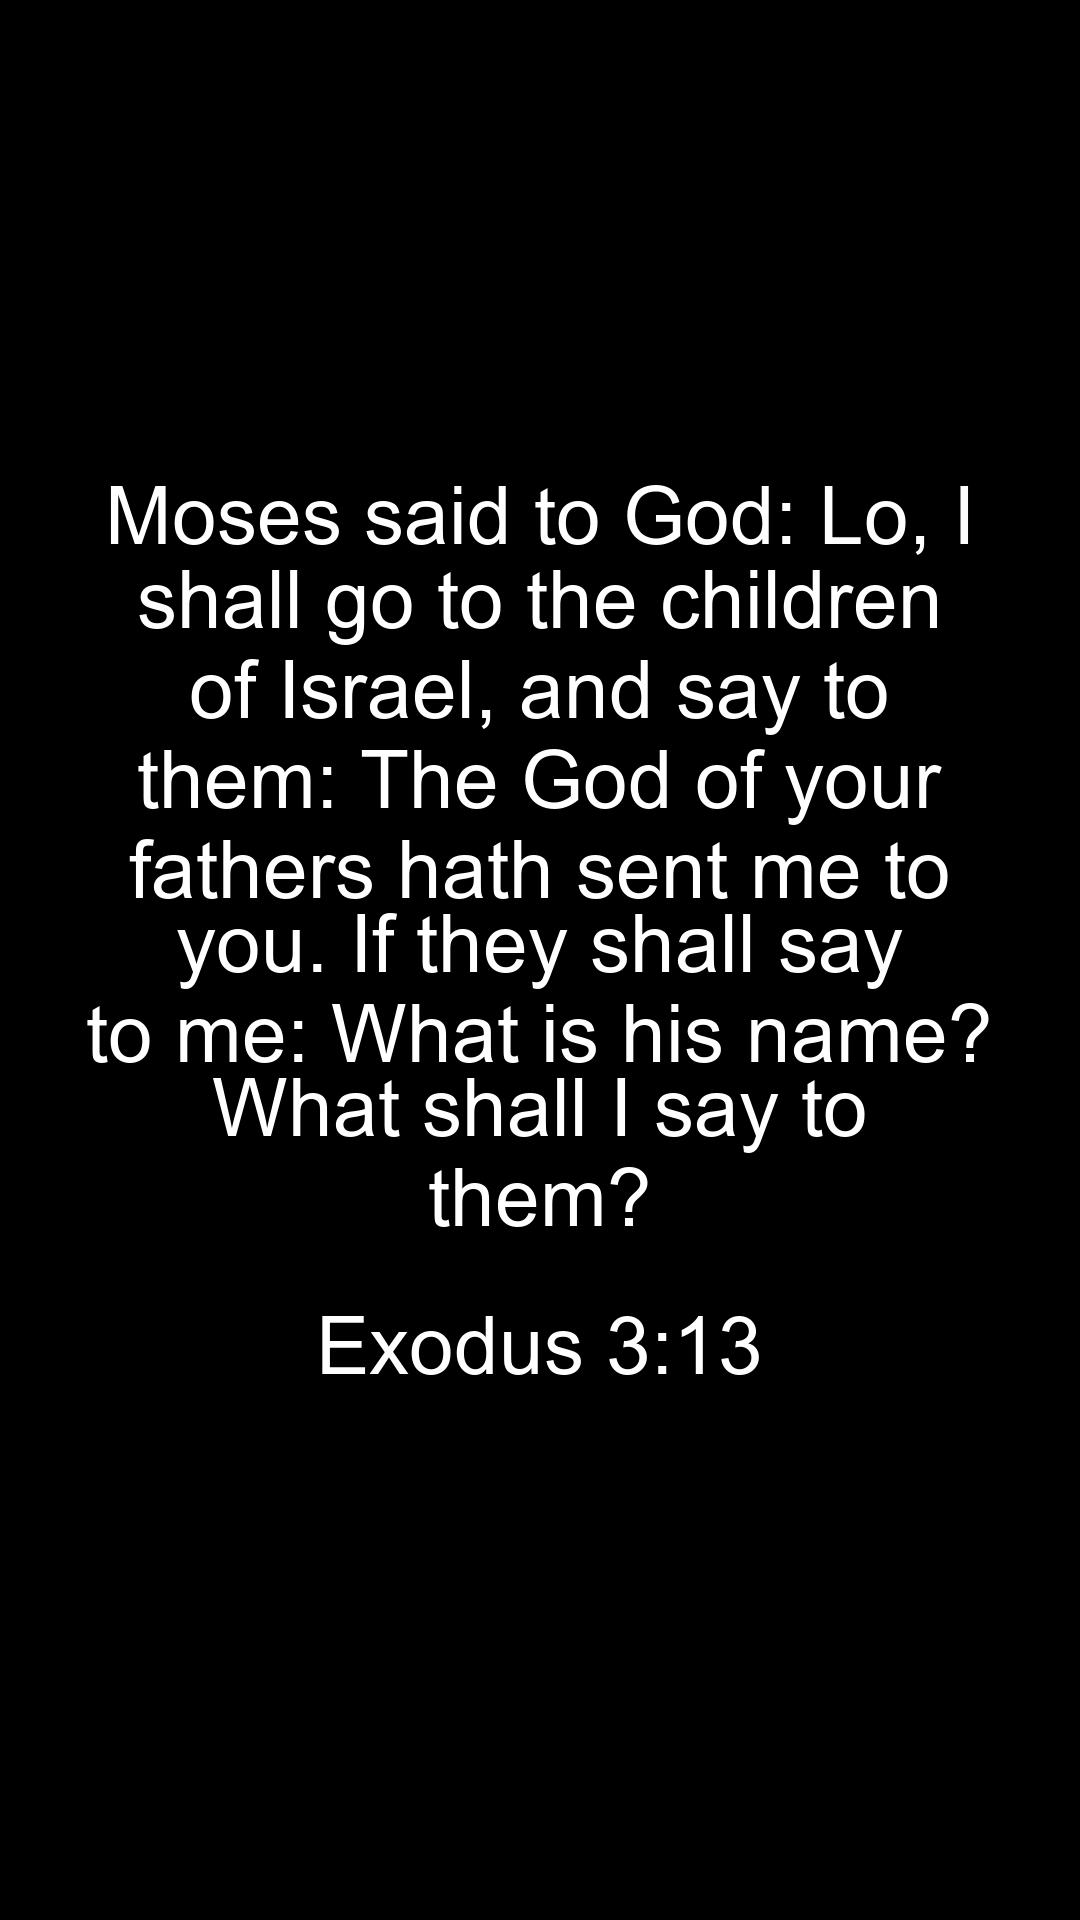 Moses said to God: Lo, I
shall go to the children
of Israel, and say to
them: The God of your
fathers hath sent me to
you. If they shall say
to me: What is his name?
What shall I say to
them?
Exodus 3:13